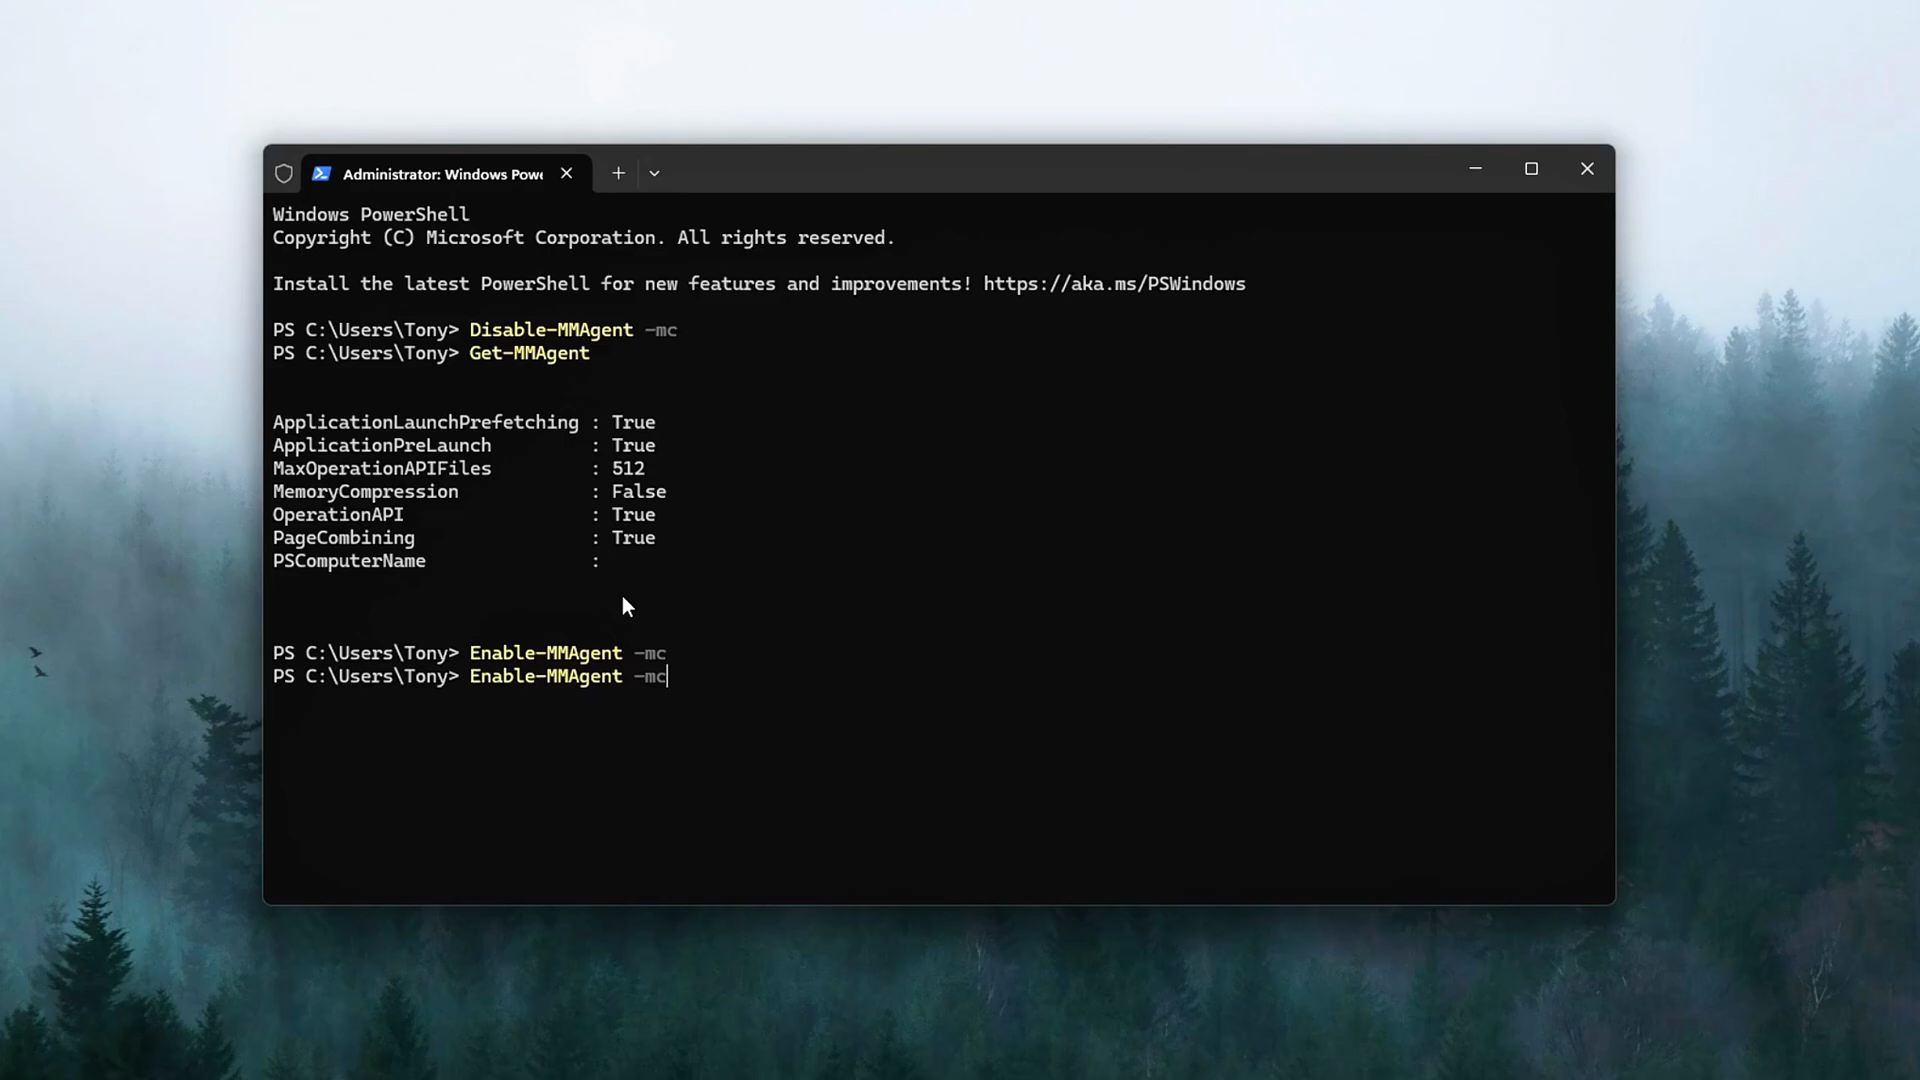 Administrator: Windows Powe
Windows PowerShell
Copyright (C) Microsoft Corporation. All rights reserved.
Install the latest PowerShell for new features and improvements! https://aka.ms/PSWindows
PS C:\Users\Tony> Disable-MMAgent -mc
PS C:\Users\Tony> Get-MMAgent
ApplicationLaunchPrefetching : True
ApplicationPreLaunch : True
MaxOperationAPIFiles : 512
MemoryCompression : False
OperationAPI : True
PageCombining : True
PSComputerName :
PS C:\Users\Tony> Enable-MMAgent -mc
PS C:\Users\Tony> Enable-MMAgent -mc